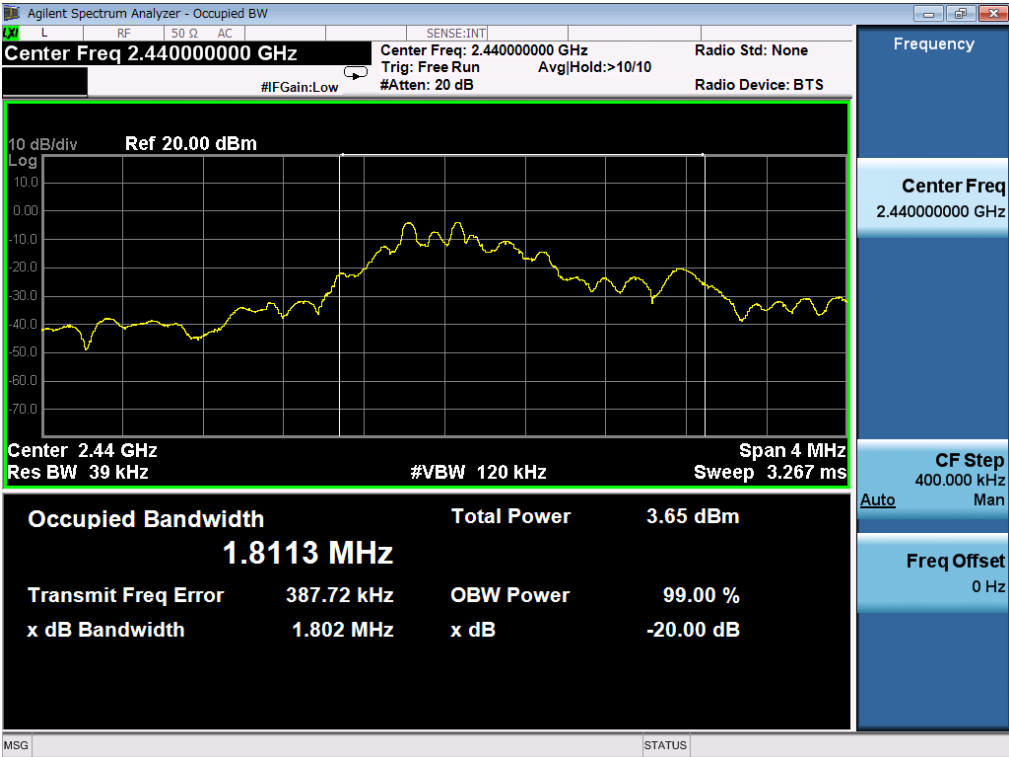 Agilent Spectrum Analyzer - Occupied BW
LXI L RF 50 Ω AC SENSE:INT
Center Freq 2.440000000 GHz
Center Freq: 2.440000000 GHz
Radio Std: None
Trig: Free Run Avg|Hold:>10/10
#IFGain:Low #Atten: 20 dB Radio Device: BTS
10 dB/div Ref 20.00 dBm
Log
10.0
0.00
-10.0
-20.0
-30.0
-40.0
-50.0
-60.0
-70.0
Center 2.44 GHz Span 4 MHz
Res BW 39 kHz #VBW 120 kHz Sweep 3.267 ms
Occupied Bandwidth Total Power 3.65 dBm
1.8113 MHz
Transmit Freq Error 387.72 kHz OBW Power 99.00 %
x dB Bandwidth 1.802 MHz x dB -20.00 dB
Frequency
Center Freq
2.440000000 GHz
CF Step
400.000 kHz
Auto Man
Freq Offset
0 Hz
MSG STATUS